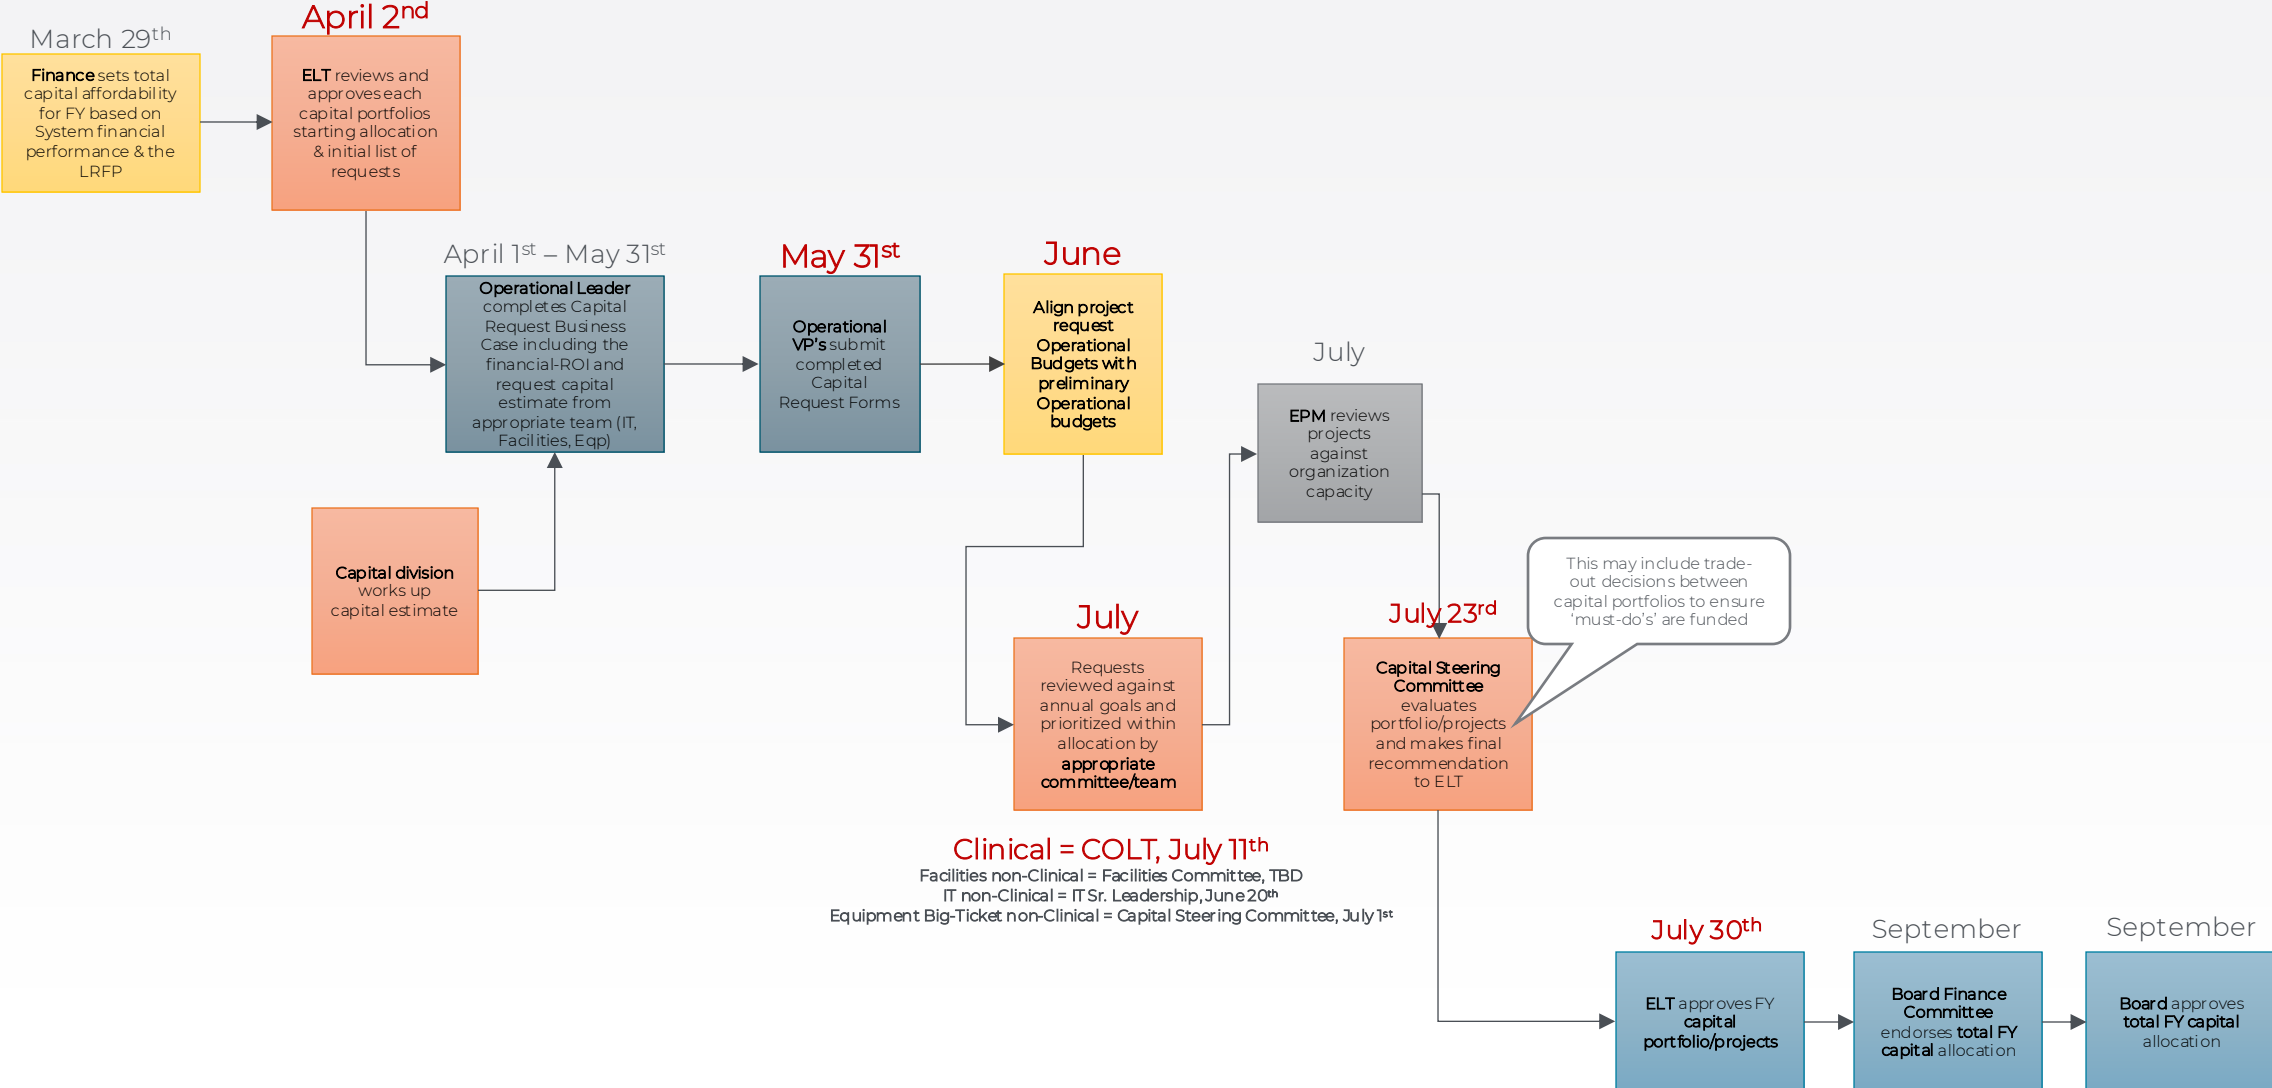 March 29th
Finance sets total
capital affordability
for FY based on
System financial
performance & the
LRFP
April 2nd
ELT reviews and
approves each
capital portfolios
starting allocation
& initial list of
requests
April 1st – May 31st
Operational Leader
completes Capital
Request Business
Case including the
financial-ROI and
request capital
estimate from
appropriate team (IT,
Facilities, Eqp)
Capital division
works up
capital estimate
May 31st
Operational
VP's submit
completed
Capital
Request Forms
June
Align project
request
Operational
Budgets with
preliminary
Operational
budgets
July
Requests
reviewed against
annual goals and
prioritized within
allocation by
appropriate
committee/team
Clinical = COLT, July 11th
Facilities non-Clinical = Facilities Committee, TBD
IT non-Clinical = IT Sr. Leadership, June 20th
Equipment Big-Ticket non-Clinical = Capital Steering Committee, July 1st
July
EPM reviews
projects
against
organization
capacity
July 23rd
Capital Steering
Committee
evaluates
portfolio/projects
and makes final
recommendation
to ELT
This may include trade-
out decisions between
capital portfolios to ensure
‘must-do’s’ are funded
July 30th
ELT approves FY
capital
portfolio/projects
September
Board Finance
Committee
endorses total FY
capital allocation
September
Board approves
total FY capital
allocation